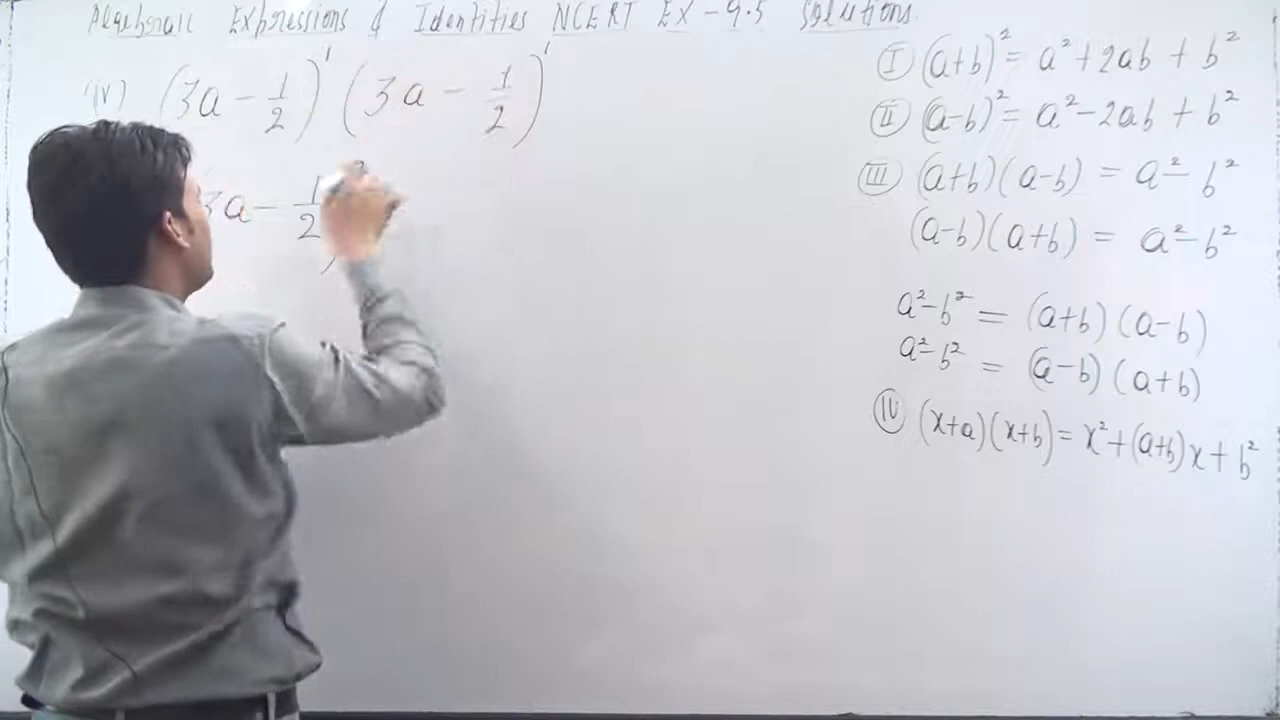 Algebraic Expressions & Identities NCERT EX-9.5 Solutions
(iv) (3a - 1/2)¹ (3a - 1/2)¹
3a - 1/2
(I) (a+b)² = a² + 2ab + b²
(II) (a-b)² = a² - 2ab + b²
(III) (a+b)(a-b) = a² - b²
(a-b)(a+b) = a² - b²
a² - b² = (a+b)(a-b)
a² - b² = (a-b)(a+b)
(IV) (x+a)(x+b) = x² + (a+b)x + b²